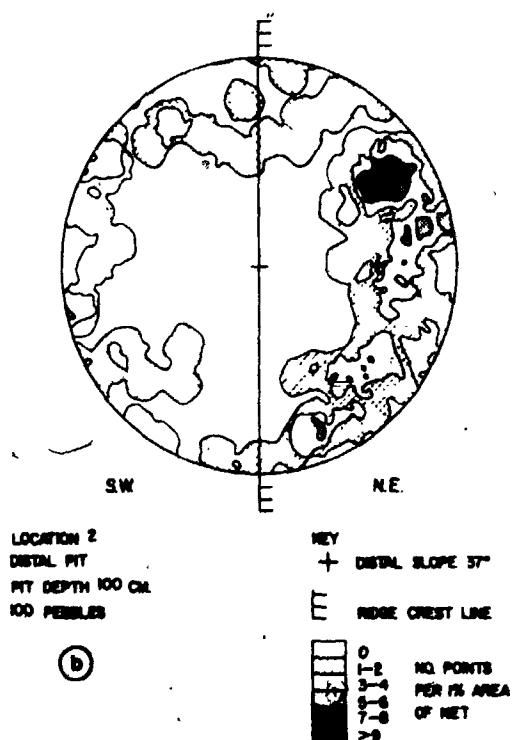 S.W. N.E.
LOCATION 2
DISTAL PIT
PIT DEPTH 100 CM.
100 PEBBLES
b
KEY
DISTAL SLOPE 37°
RIDGE CREST LINE
0
1-2 NO. POINTS
3-4 PER 1% AREA
5-6
7-8 OF NET
>9